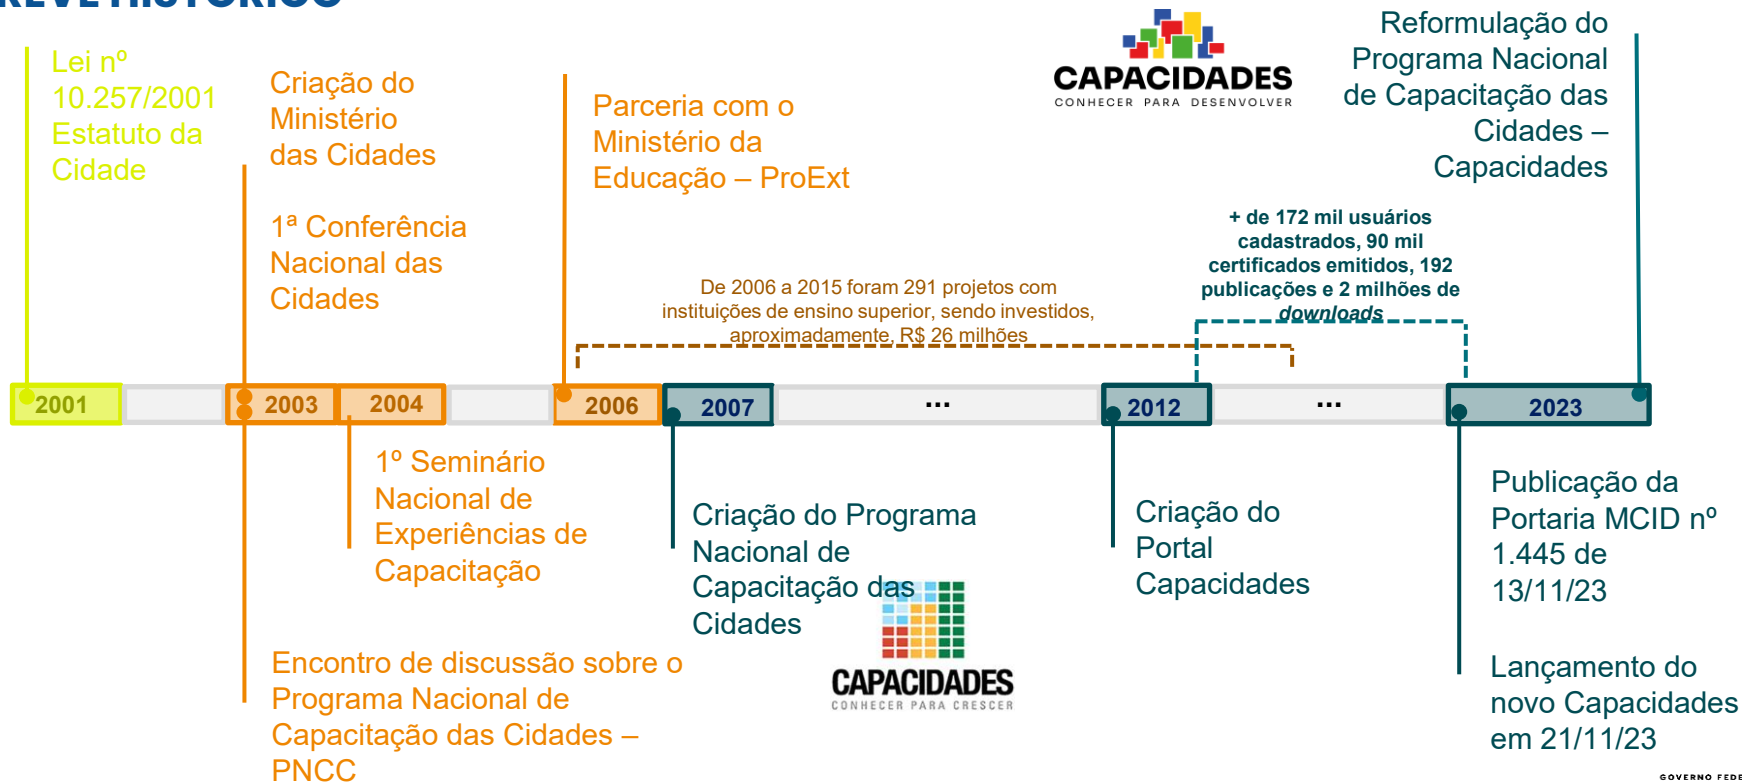 REVE HISTÓRICO
Lei nº
10.257/2001
Estatuto da
Cidade
Criação do
Ministério
das Cidades
1ª Conferência
Nacional das
Cidades
Parceria com o
Ministério da
Educação – ProExt
CAPACIDADES
CONHECER PARA DESENVOLVER
Reformulação do
Programa Nacional
de Capacitação das
Cidades –
Capacidades
De 2006 a 2015 foram 291 projetos com
instituições de ensino superior, sendo investidos,
aproximadamente, R$ 26 milhões
+ de 172 mil usuários
cadastrados, 90 mil
certificados emitidos, 192
publicações e 2 milhões de
downloads
2001
2003
2004
2006
2007
...
2012
...
2023
1º Seminário
Nacional de
Experiências de
Capacitação
Encontro de discussão sobre o
Programa Nacional de
Capacitação das Cidades –
PNCC
Criação do Programa
Nacional de
Capacitação das
Cidades
CAPACIDADES
CONHECER PARA CRESCER
Criação do
Portal
Capacidades
Publicação da
Portaria MCID nº
1.445 de
13/11/23
Lançamento do
novo Capacidades
em 21/11/23
GOVERNO FEDE